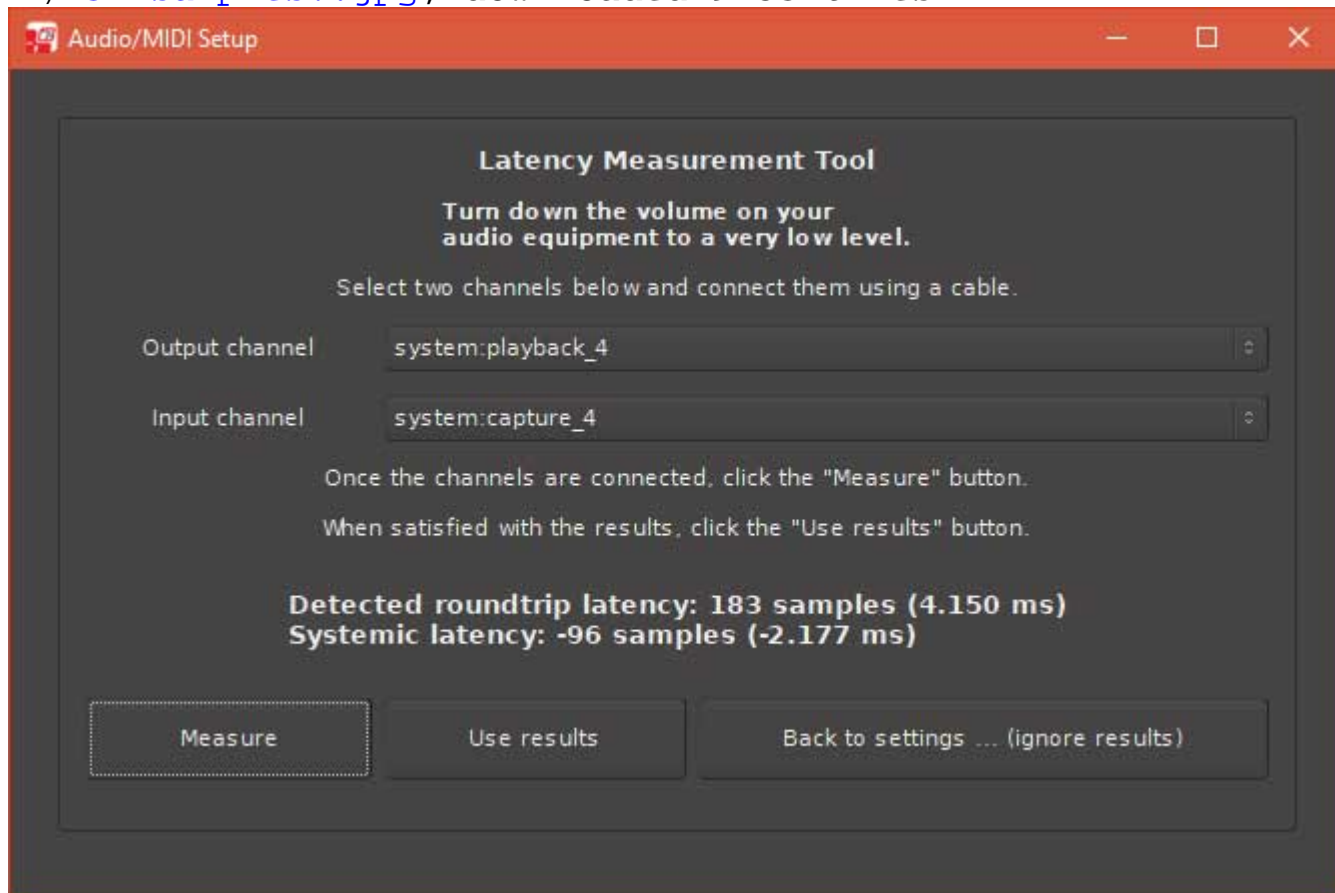 Audio/MIDI Setup
Latency Measurement Tool
Turn down the volume on your
audio equipment to a very low level.
Select two channels below and connect them using a cable.
Output channel
system:playback_4
Input channel
system:capture_4
Once the channels are connected, click the "Measure" button.
When satisfied with the results, click the "Use results" button.
Detected roundtrip latency: 183 samples (4.150 ms)
Systemic latency: -96 samples (-2.177 ms)
Measure
Use results
Back to settings ... (ignore results)